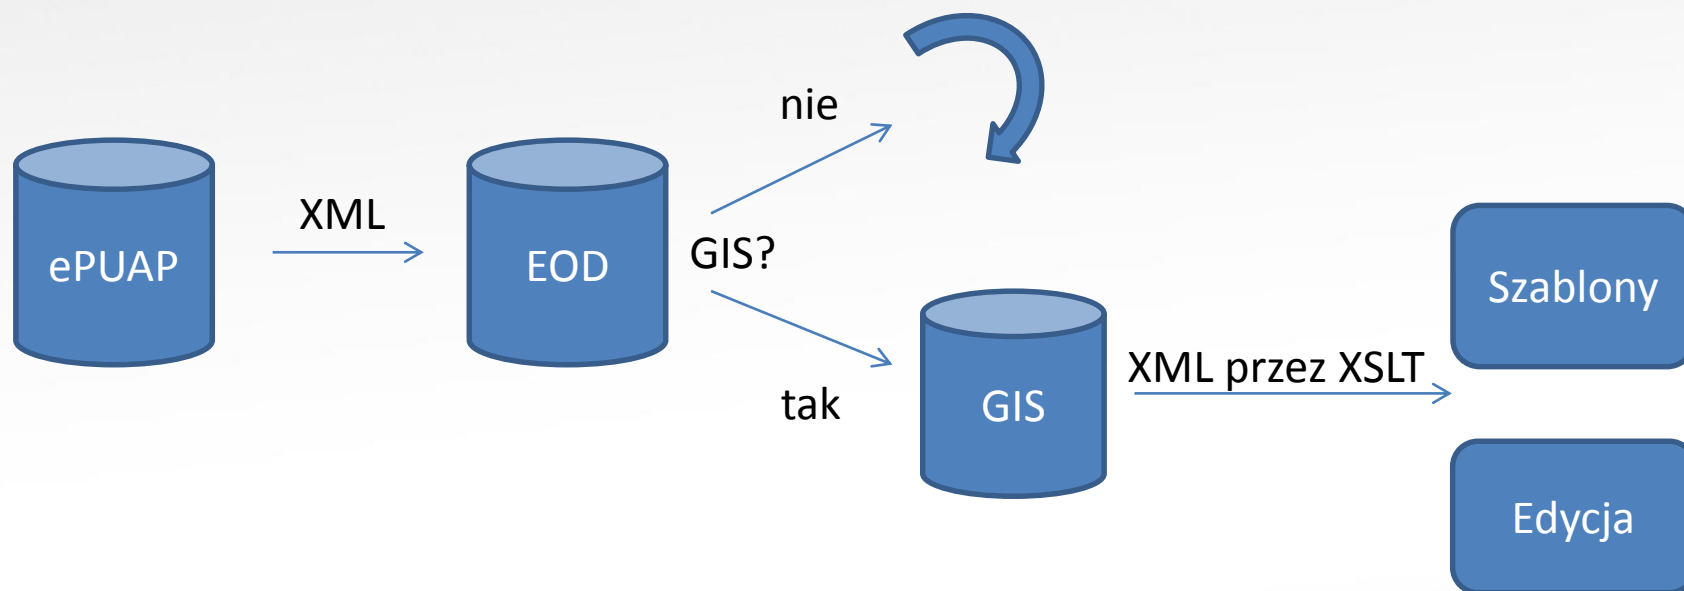 nie
XML
ePUAP
EOD
GIS?
Szablony
XML przez XSLT
tak
GIS
Edycja